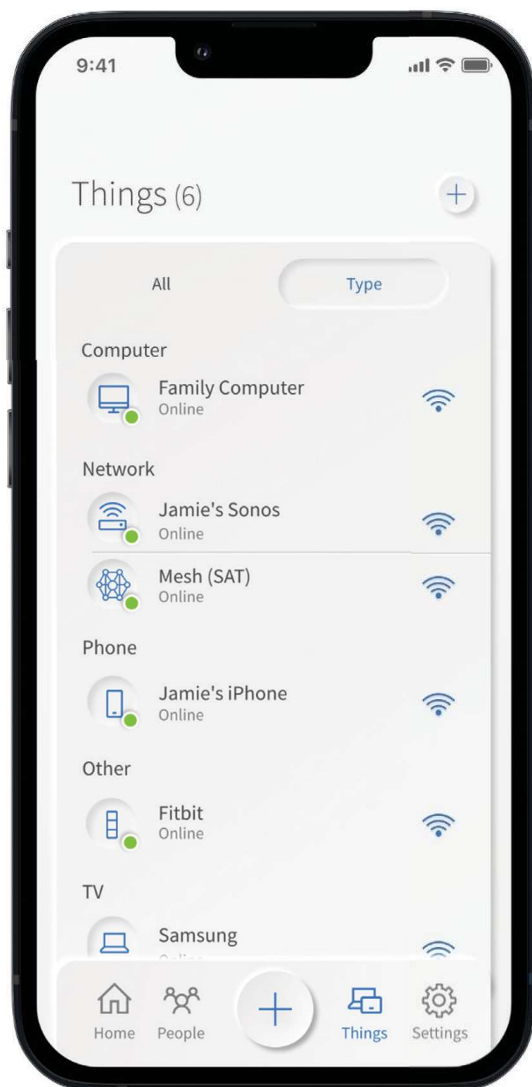 9:41
Things (6)
All
Type
Computer
Family Computer
Online
Network
Jamie's Sonos
Online
Mesh (SAT)
Online
Phone
Jamie's iPhone
Online
Other
Fitbit
Online
TV
Samsung
Home
People
Things
Settings